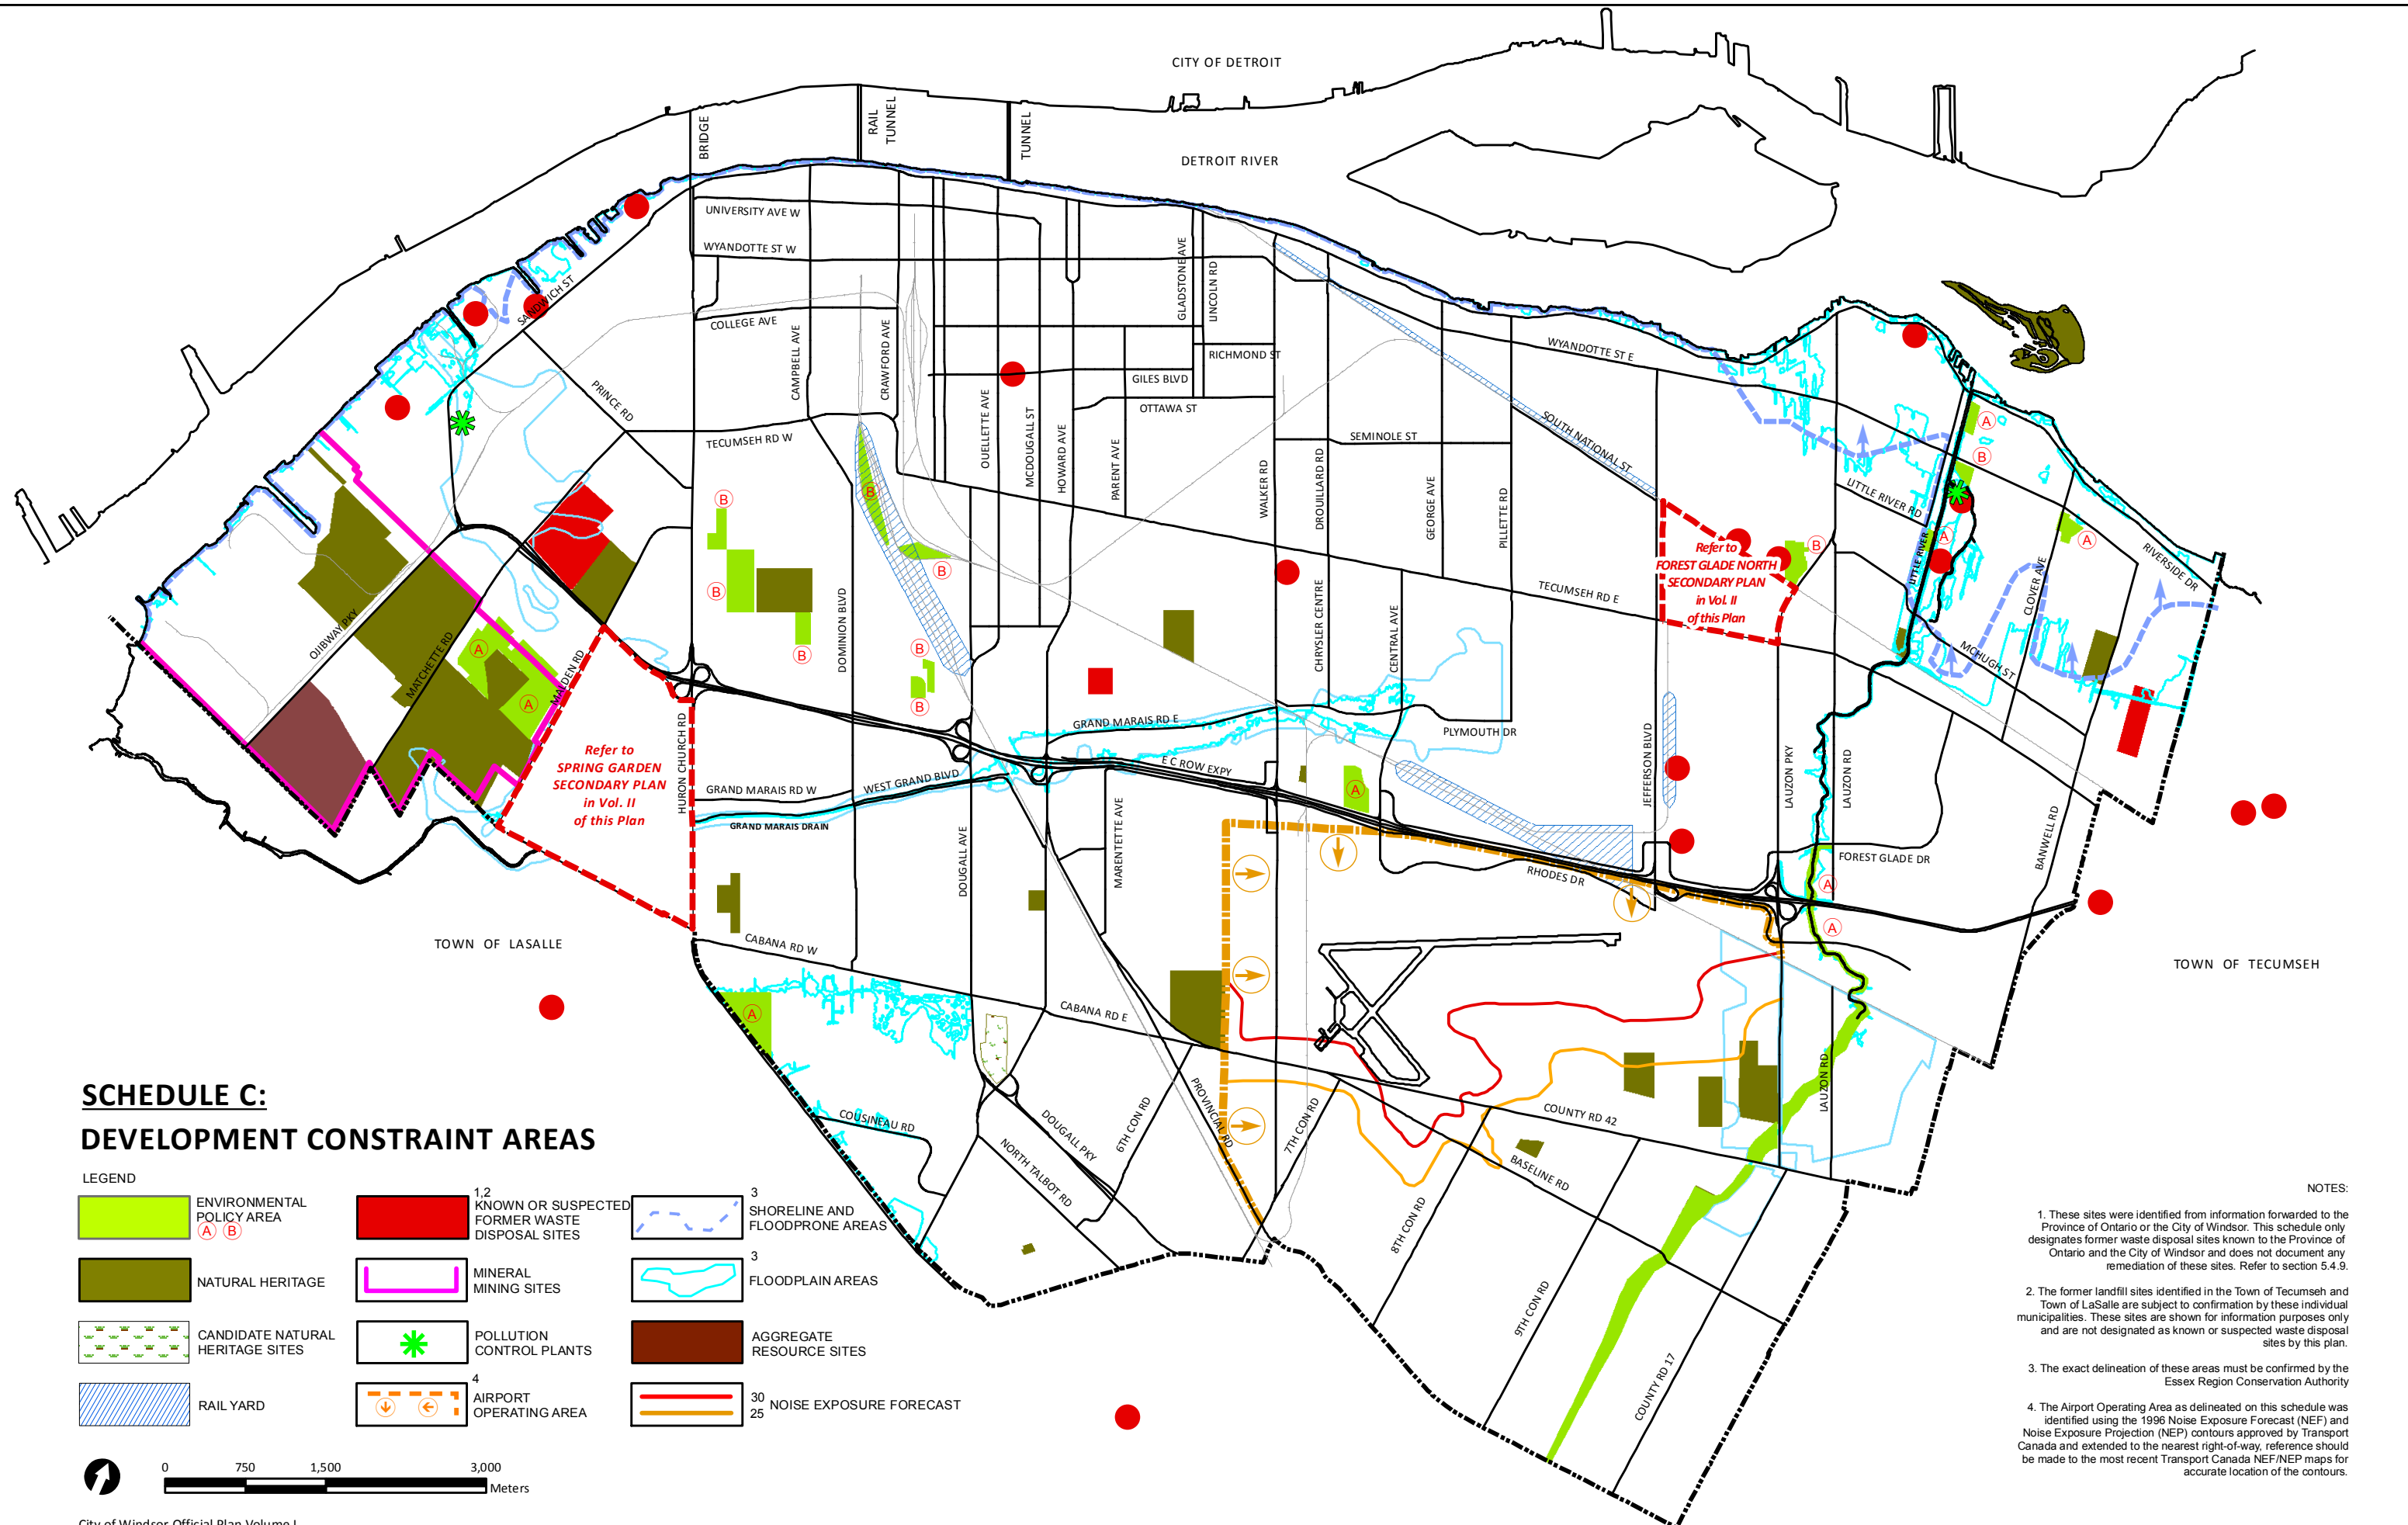 CITY OF DETROIT
BRIDGE
RAIL
TUNNEL
TUNNEL
DETROIT RIVER
UNIVERSITY AVE W
WYANDOTTE ST W
GLADSTONE AVE
LINCOLN RD
SANDWICH ST
COLLEGE AVE
CAMPBELL AVE
CRAWFORD AVE
RICHMOND ST
WYANDOTTE ST E
GILES BLVD
OTTAWA ST
PRINCE RD
OUELLETTE AVE
MCDOUGALL ST
HOWARD AVE
PARENT AVE
TECUMSEH RD W
SEMINOLE ST
SOUTH NATIONAL ST
WALKER RD
DROUILLARD RD
GEORGE AVE
PILLETTE RD
A
B
LITTLE RIVER RD
B
B
B
B
B
B
B
B
A
LITTLE RIVER
A
B
RIVERSIDE DR
CLOVER AVE
MCHUGH ST
Refer to
FOREST GLADE NORTH
SECONDARY PLAN
in Vol. II
of this Plan
TECUMSEH RD E
CHRYSLER CENTRE
CENTRAL AVE
DOMINION BLVD
OJIBWAY PKY
MATCHETTE RD
MALDEN RD
A
A
Refer to
SPRING GARDEN
SECONDARY PLAN
in Vol. II
of this Plan
HURON CHURCH RD
GRAND MARAIS RD E
PLYMOUTH DR
E C ROW EXPY
JEFFERSON BLVD
LAUZON PKY
LAUZON RD
GRAND MARAIS RD W
WEST GRAND BLVD
GRAND MARAIS DRAIN
A
DOUGALL AVE
MARENTETTE AVE
RHODES DR
FOREST GLADE DR
BANWELL RD
A
A
TOWN OF LASALLE
CABANA RD W
TOWN OF TECUMSEH
A
CABANA RD E
COUSINEAU RD
DOUGALL PKY
NORTH TALBOT RD
6TH CON RD
PROVINCIAL RD
7TH CON RD
COUNTY RD 42
LAUZON RD
BASELINE RD
8TH CON RD
9TH CON RD
COUNTY RD 17
SCHEDULE C:
DEVELOPMENT CONSTRAINT AREAS
LEGEND
ENVIRONMENTAL
POLICY AREA
A B
1,2
KNOWN OR SUSPECTED
FORMER WASTE
DISPOSAL SITES
3
SHORELINE AND
FLOODPRONE AREAS
NATURAL HERITAGE
MINERAL
MINING SITES
3
FLOODPLAIN AREAS
CANDIDATE NATURAL
HERITAGE SITES
POLLUTION
CONTROL PLANTS
AGGREGATE
RESOURCE SITES
RAIL YARD
4
AIRPORT
OPERATING AREA
30
25
NOISE EXPOSURE FORECAST
0 750 1,500 3,000
Meters
City of Windsor Official Plan Volume I
NOTES:
1. These sites were identified from information forwarded to the
Province of Ontario or the City of Windsor. This schedule only
designates former waste disposal sites known to the Province of
Ontario and the City of Windsor and does not document any
remediation of these sites. Refer to section 5.4.9.
2. The former landfill sites identified in the Town of Tecumseh and
Town of LaSalle are subject to confirmation by these individual
municipalities. These sites are shown for information purposes only
and are not designated as known or suspected waste disposal
sites by this plan.
3. The exact delineation of these areas must be confirmed by the
Essex Region Conservation Authority
4. The Airport Operating Area as delineated on this schedule was
identified using the 1996 Noise Exposure Forecast (NEF) and
Noise Exposure Projection (NEP) contours approved by Transport
Canada and extended to the nearest right-of-way, reference should
be made to the most recent Transport Canada NEF/NEP maps for
accurate location of the contours.